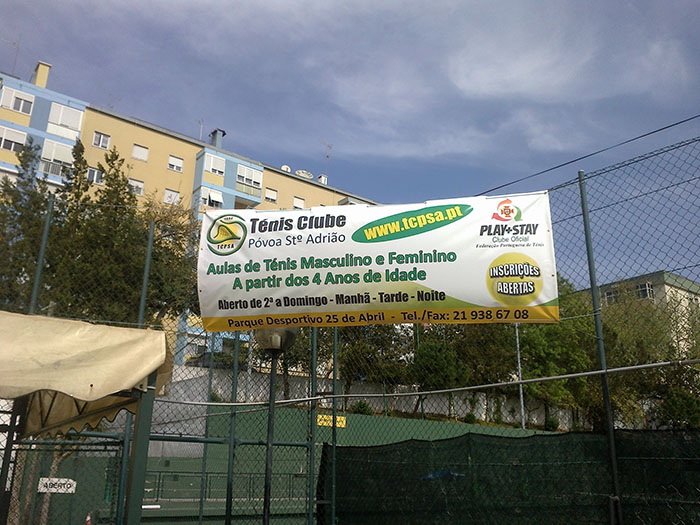 TCPSA
Ténis Clube
Póvoa Stº Adrião
www.tcpsa.pt
PLAY+STAY
Clube Oficial
Federação Portuguesa de Ténis
Aulas de Ténis Masculino e Feminino
A partir dos 4 Anos de Idade
INSCRIÇÕES
ABERTAS
Aberto de 2ª a Domingo - Manhã - Tarde - Noite
Parque Desportivo 25 de Abril - Tel./Fax: 21 938 67 08
ABERTO